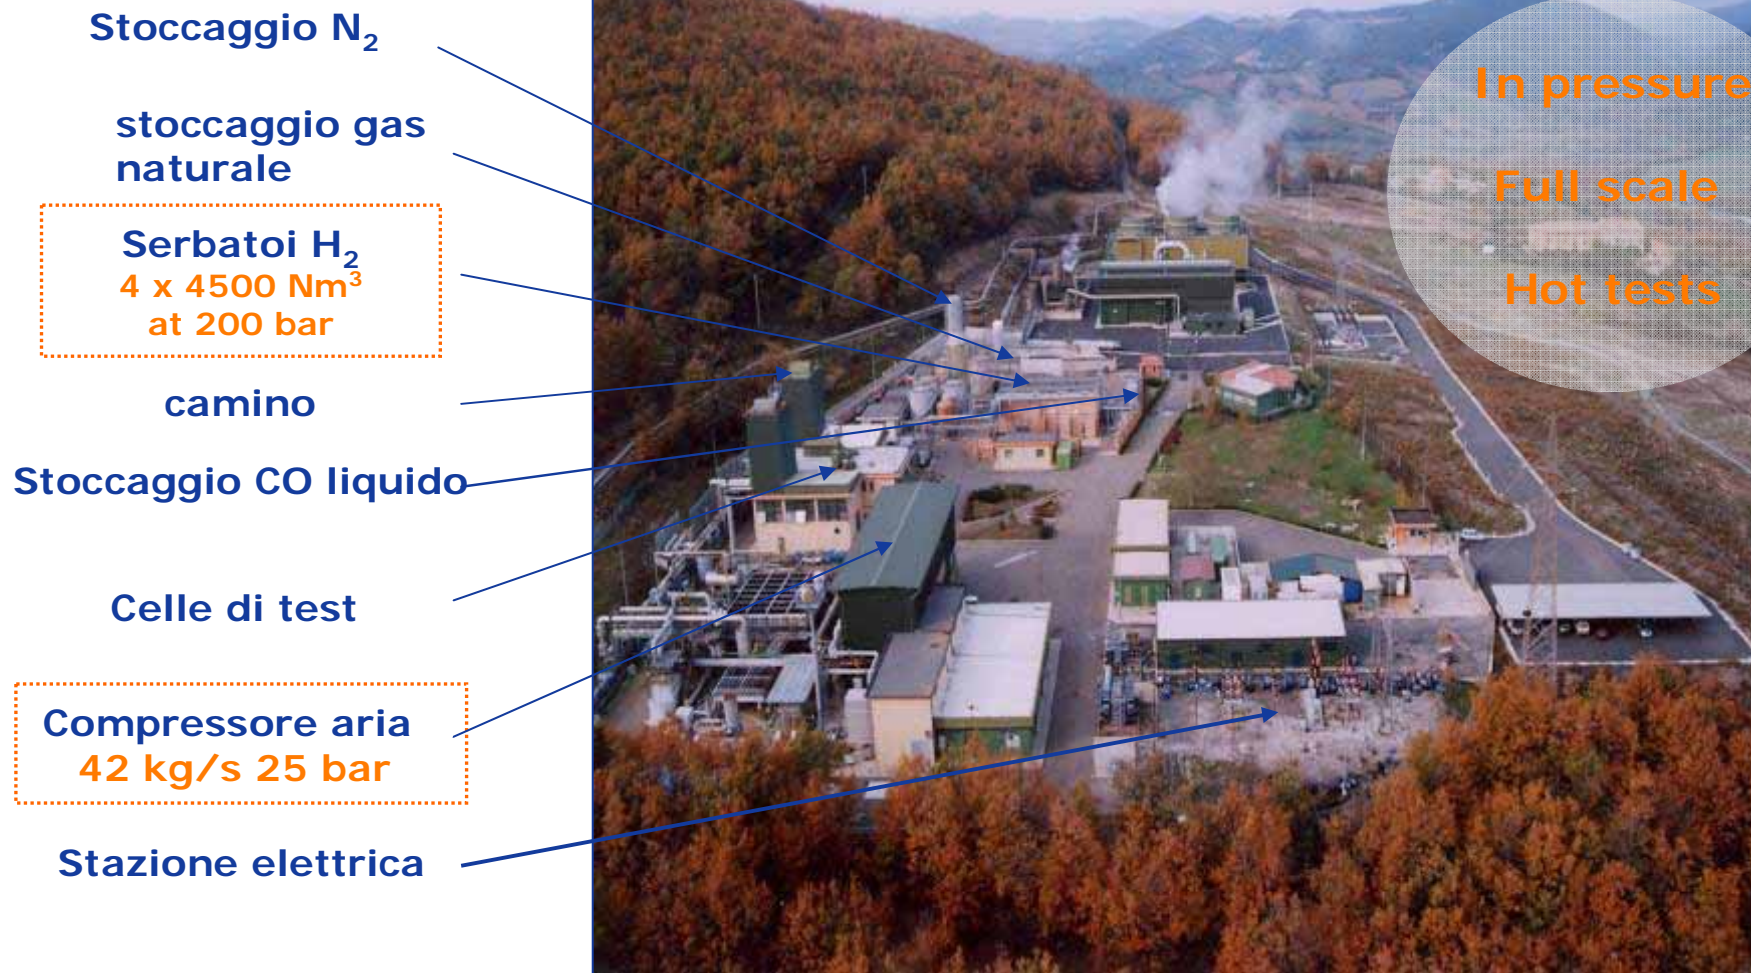 Stoccaggio N₂
stoccaggio gas
naturale
Serbatoi H₂
4 x 4500 Nm³
at 200 bar
camino
Stoccaggio CO liquido
Celle di test
Compressore aria
42 kg/s 25 bar
Stazione elettrica
In pressure
Full scale
Hot tests